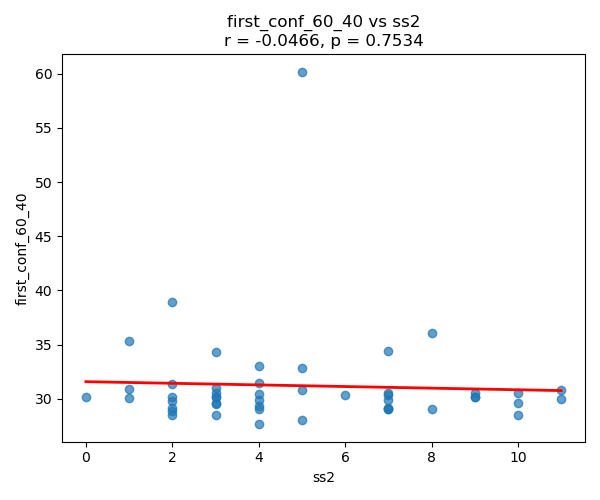 first_conf_60_40 vs ss2
r = -0.0466, p = 0.7534
60
55
50
45
40
35
30
first_conf_60_40
0 2 4 6 8 10
ss2